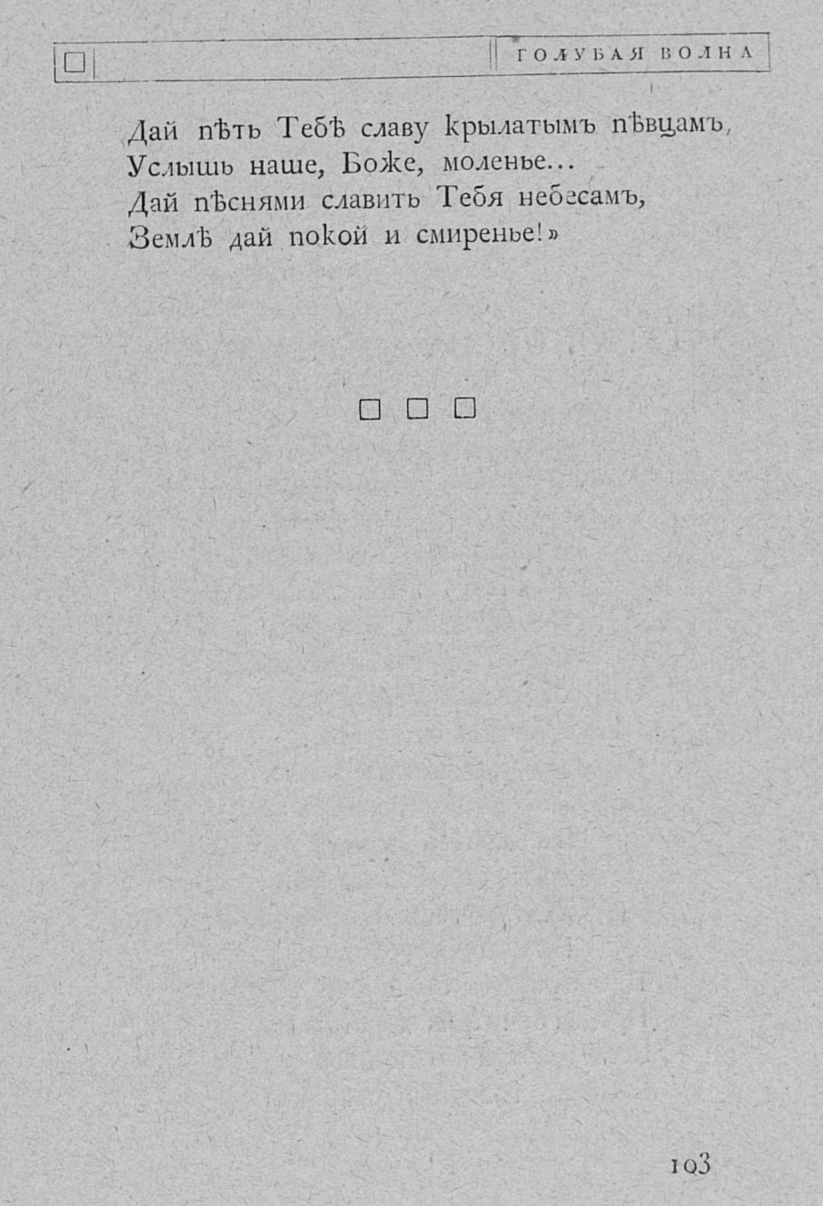 ГОЛУБАЯ ВОЛНА
Дай пѣть Тебѣ славу крылатымъ пѣвцамъ,
Услышь наше, Боже, моленье...
Дай пѣснями славить Тебя небесамъ,
Землѣ дай покой и смиренье!»
103